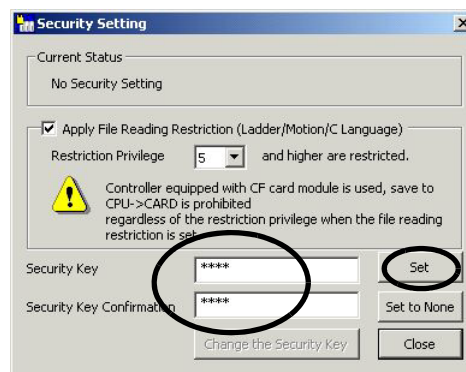 Security Setting
Current Status
No Security Setting
Apply File Reading Restriction (Ladder/Motion/C Language)
Restriction Privilege 5 and higher are restricted.
Controller equipped with CF card module is used, save to
CPU->CARD is prohibited
regardless of the restriction privilege when the file reading
restriction is set
Security Key **** Set
Security Key Confirmation **** Set to None
Change the Security Key Close